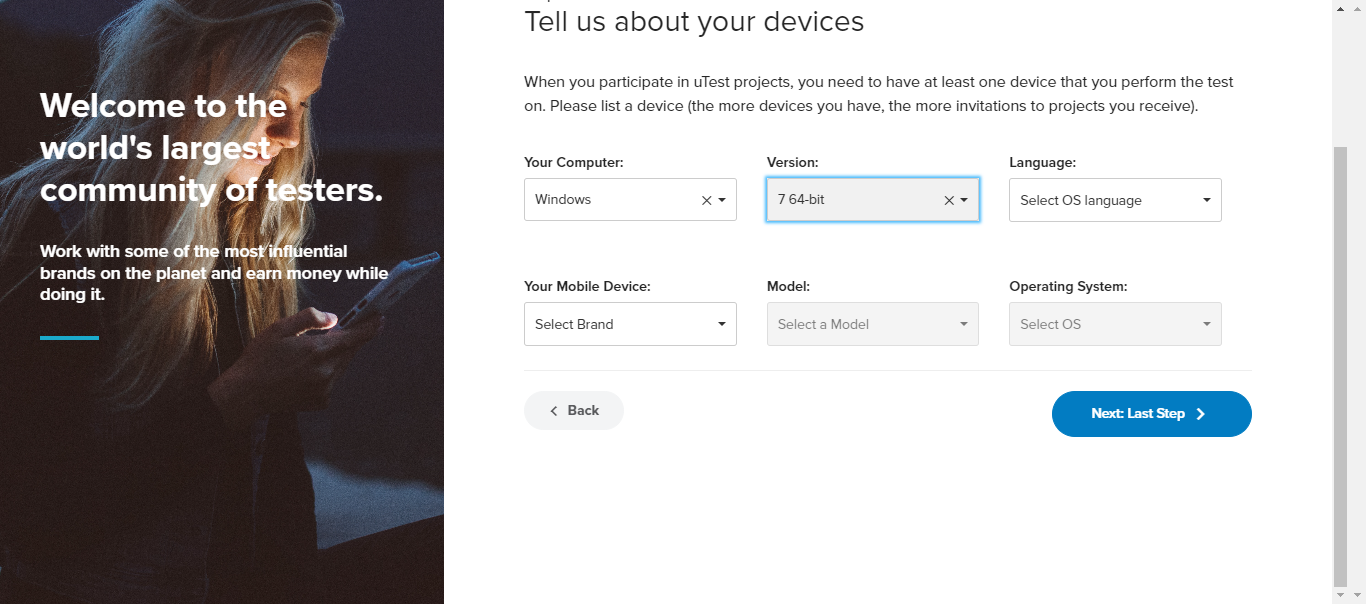 Tell us about your devices
Welcome to the
world's largest
community of testers.
Work with some of the most influential
brands on the planet and earn money while
doing it.
When you participate in uTest projects, you need to have at least one device that you perform the test
on. Please list a device (the more devices you have, the more invitations to projects you receive).
Your Computer:
Version:
Language:
Windows
7 64-bit
Select OS language
Your Mobile Device:
Model:
Operating System:
Select Brand
Select a Model
Select OS
Back
Next: Last Step